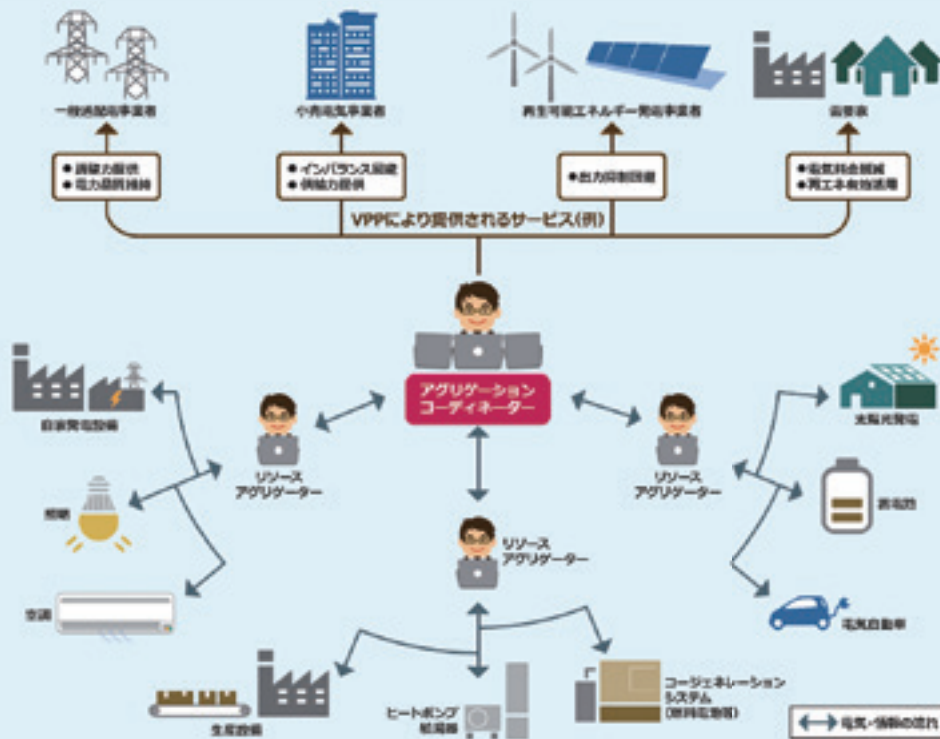 一般送配電事業者
小売電気事業者
再生可能エネルギー発電事業者
需要家
●調整力提供
●電力品質維持
●インバランス回避
●供給力提供
●出力抑制回避
●電気料金削減
●再エネ有効活用
VPPにより提供されるサービス(例)
アグリゲーション
コーディネーター
自家発電設備
リソース
アグリゲーター
リソース
アグリゲーター
太陽光発電
照明
蓄電池
リソース
アグリゲーター
空調
電気自動車
生産設備
ヒートポンプ
給湯器
コージェネレーション
システム
(燃料電池等)
電気・情報の流れ